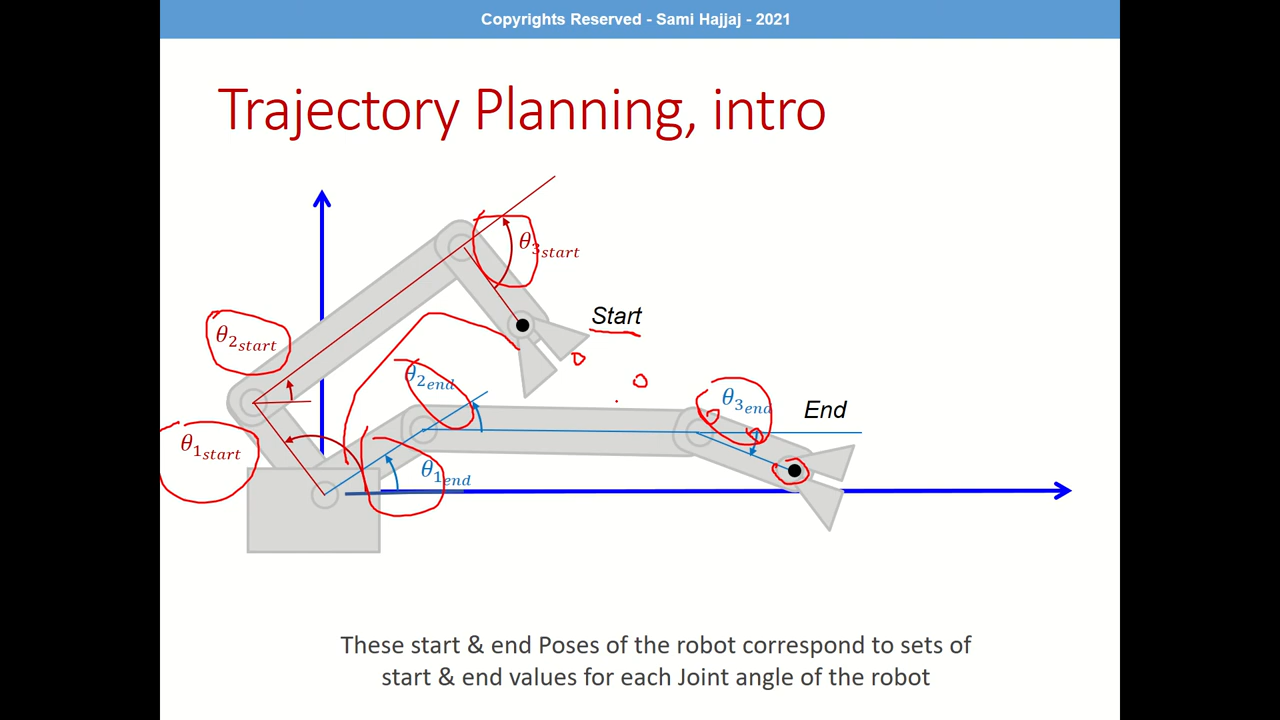 Copyrights Reserved - Sami Hajjaj - 2021
Trajectory Planning, intro
θ3start
Start
θ2start
θ2end
θ3end
End
θ1start
θ1end
These start & end Poses of the robot correspond to sets of
start & end values for each Joint angle of the robot